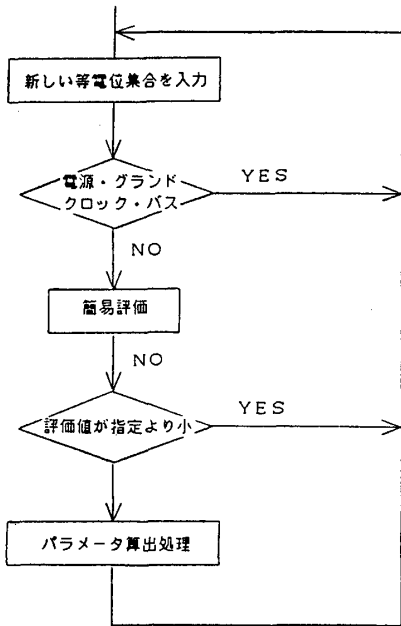 新しい等電位集合を入力
電源・グランド
クロック・バス
YES
NO
簡易評価
NO
評価値が指定より小
YES
パラメータ算出処理